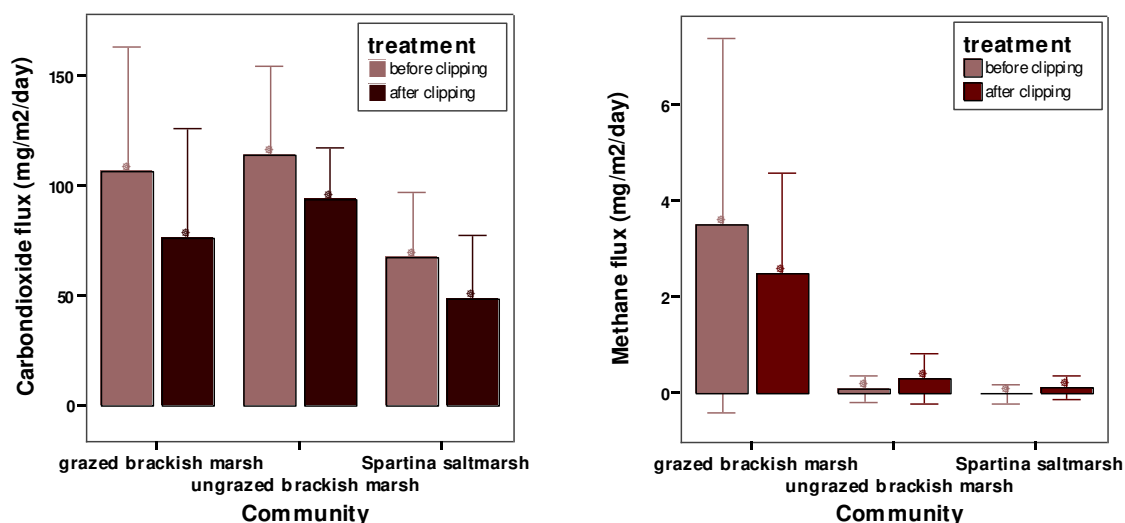 Carbondioxide flux (mg/m2/day)
150
100
50
0
treatment
before clipping
after clipping
grazed brackish marsh
Spartina saltmarsh
ungrazed brackish marsh
Community
Methane flux (mg/m2/day)
6
4
2
0
treatment
before clipping
after clipping
grazed brackish marsh
Spartina saltmarsh
ungrazed brackish marsh
Community